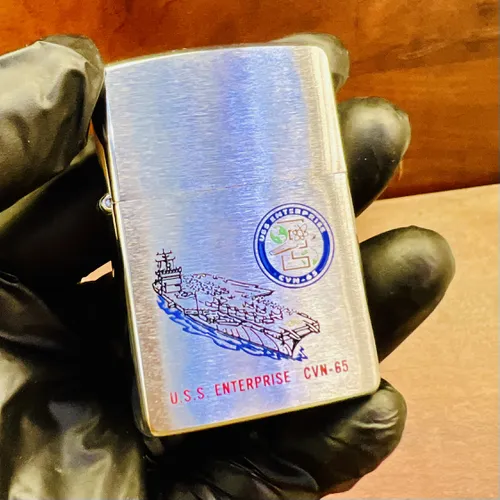 USS ENTERPRISE
CVN-65
U.S.S. ENTERPRISE CVN-65